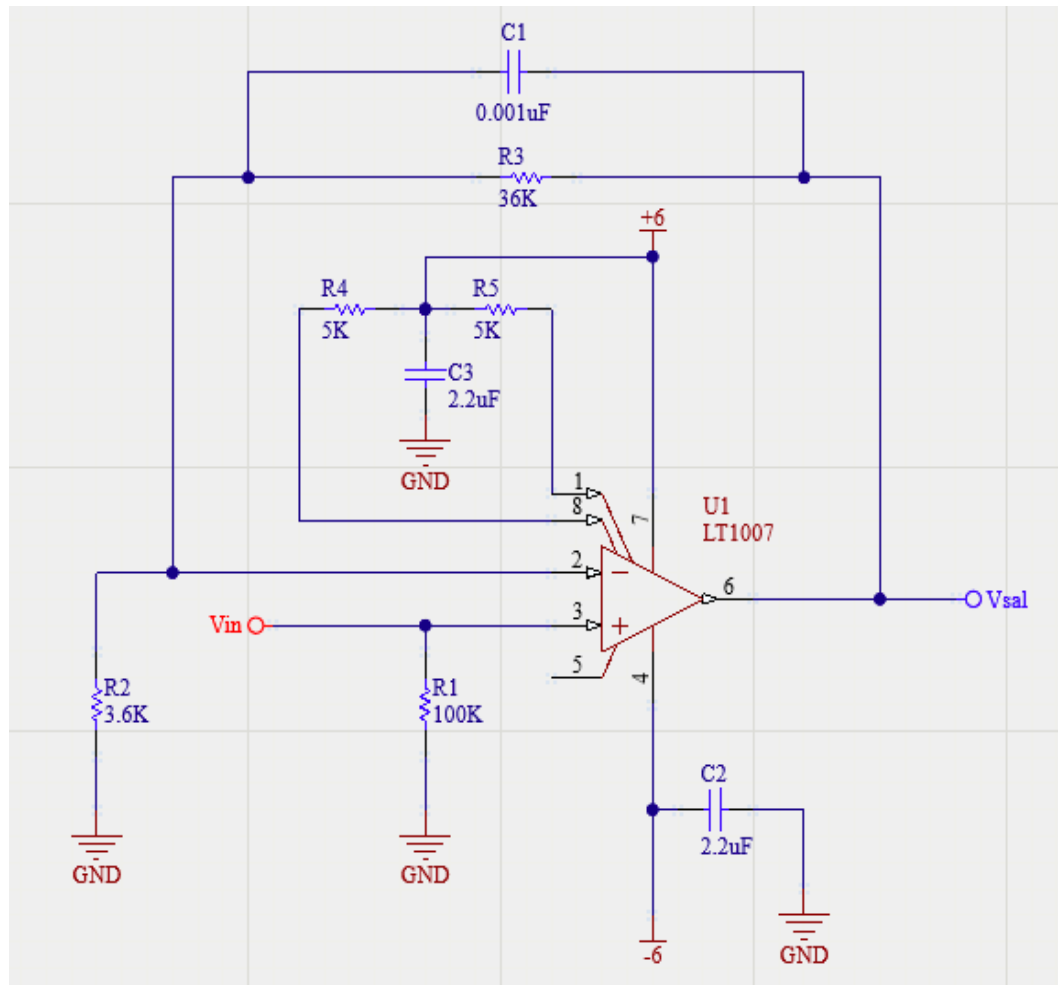 C1
0.001uF
R3
36K
+6
R4
5K
R5
5K
C3
2.2uF
GND
1
8
7
U1
LT1007
2
−
6
Vsal
Vin
3
+
5
4
R2
3.6K
R1
100K
C2
2.2uF
GND
GND
GND
-6